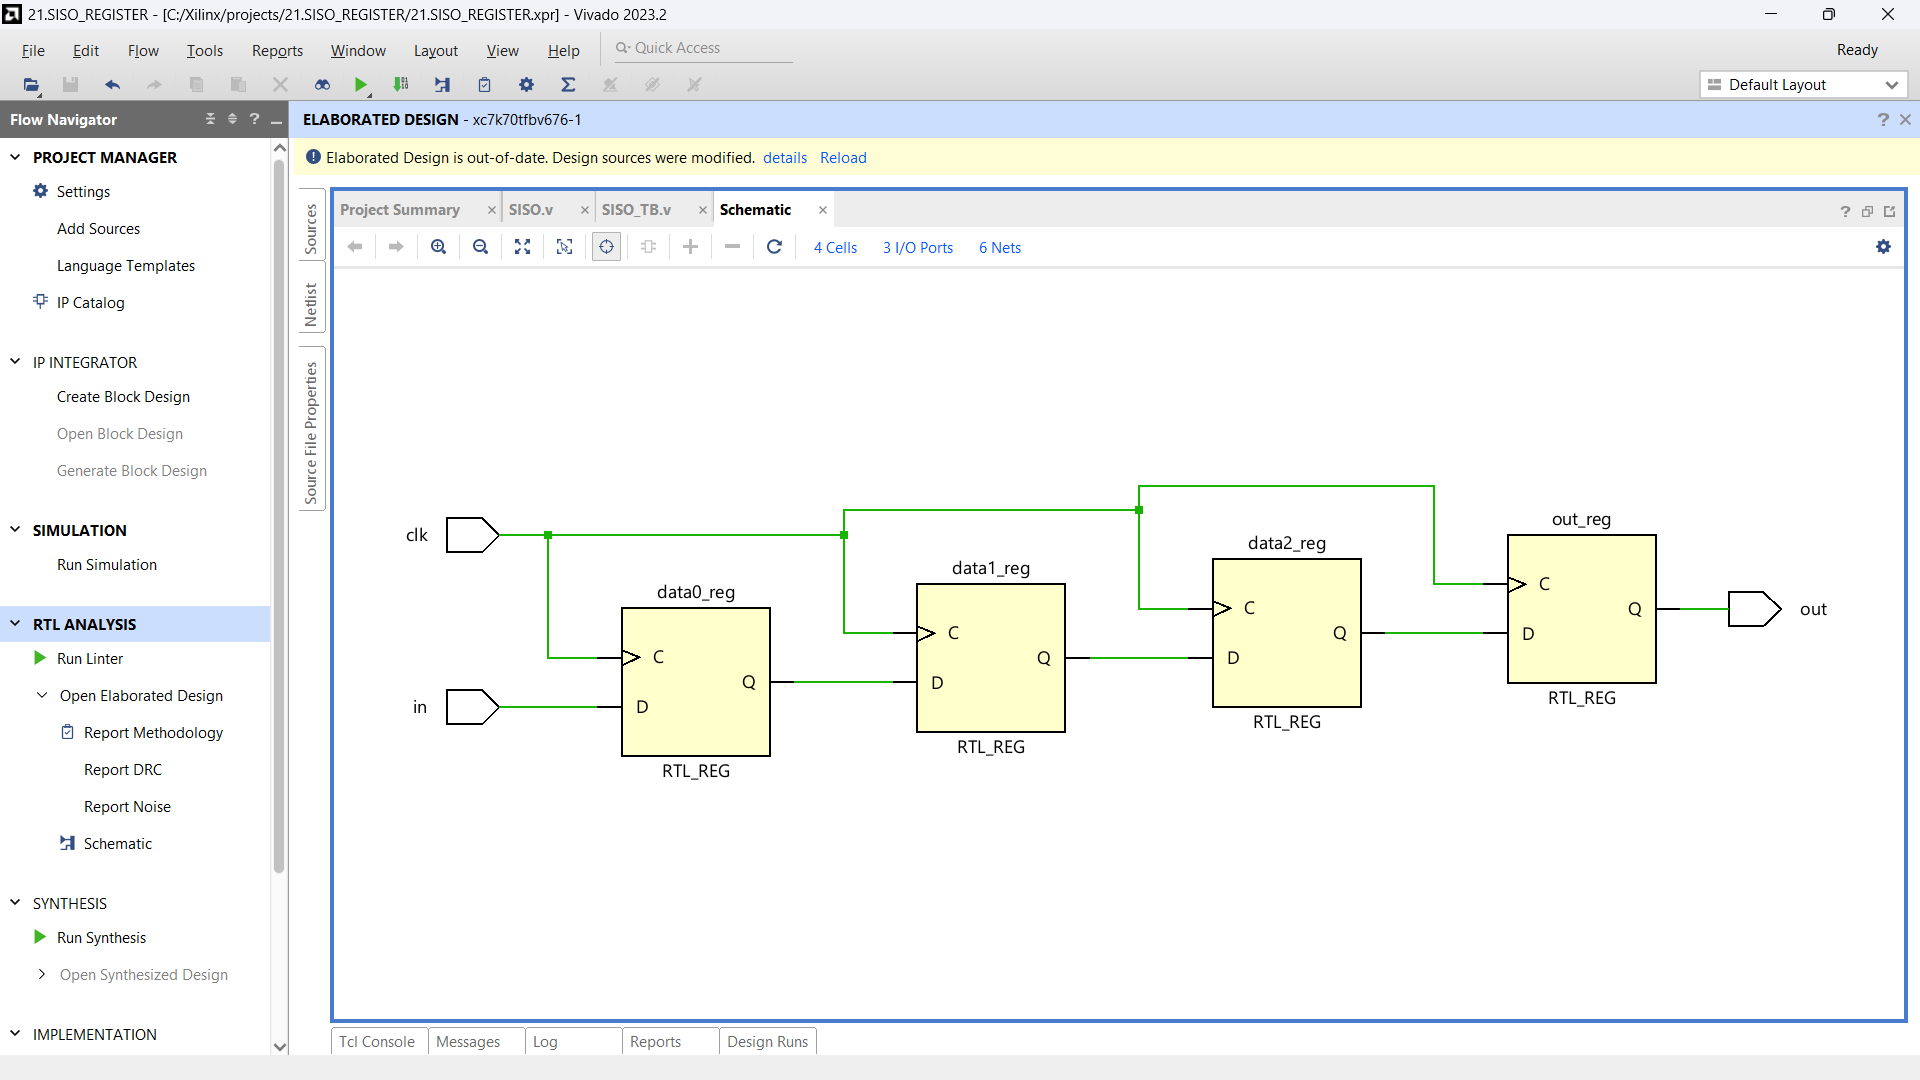 21.SISO_REGISTER - [C:/Xilinx/projects/21.SISO_REGISTER/21.SISO_REGISTER.xpr] - Vivado 2023.2
File Edit Flow Tools Reports Window Layout View Help Quick Access Ready
Default Layout
Flow Navigator
PROJECT MANAGER
Settings
Add Sources
Language Templates
IP Catalog
IP INTEGRATOR
Create Block Design
Open Block Design
Generate Block Design
SIMULATION
Run Simulation
RTL ANALYSIS
Run Linter
Open Elaborated Design
Report Methodology
Report DRC
Report Noise
Schematic
SYNTHESIS
Run Synthesis
Open Synthesized Design
IMPLEMENTATION
ELABORATED DESIGN - xc7k70tfbv676-1
Elaborated Design is out-of-date. Design sources were modified. details Reload
Sources
Netlist
Source File Properties
Project Summary SISO.v SISO_TB.v Schematic
4 Cells 3 I/O Ports 6 Nets
clk
in
data0_reg
C
D
Q
RTL_REG
data1_reg
C
D
Q
RTL_REG
data2_reg
C
D
Q
RTL_REG
out_reg
C
D
Q
RTL_REG
out
Tcl Console Messages Log Reports Design Runs